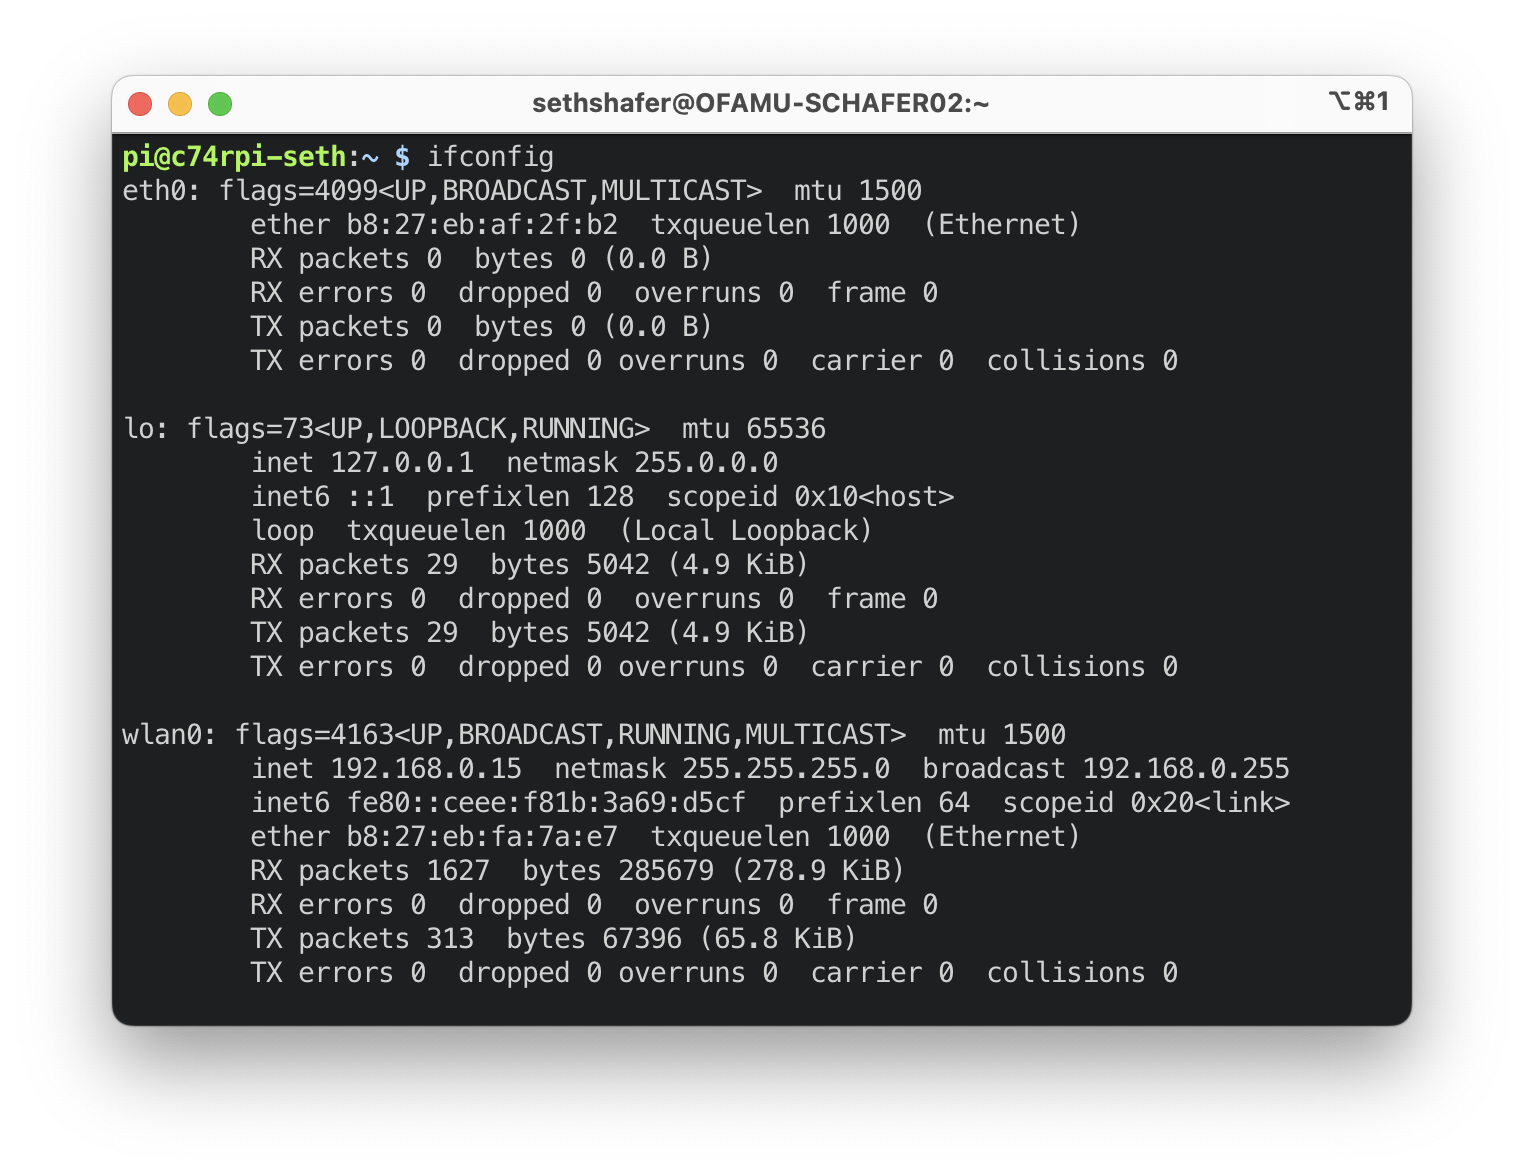 sethshafer@OFAMU-SCHAFER02:~ ⌥⌘1
pi@c74rpi-seth:~ $ ifconfig
eth0: flags=4099<UP,BROADCAST,MULTICAST>  mtu 1500
        ether b8:27:eb:af:2f:b2  txqueuelen 1000  (Ethernet)
        RX packets 0  bytes 0 (0.0 B)
        RX errors 0  dropped 0  overruns 0  frame 0
        TX packets 0  bytes 0 (0.0 B)
        TX errors 0  dropped 0 overruns 0  carrier 0  collisions 0

lo: flags=73<UP,LOOPBACK,RUNNING>  mtu 65536
        inet 127.0.0.1  netmask 255.0.0.0
        inet6 ::1  prefixlen 128  scopeid 0x10<host>
        loop  txqueuelen 1000  (Local Loopback)
        RX packets 29  bytes 5042 (4.9 KiB)
        RX errors 0  dropped 0  overruns 0  frame 0
        TX packets 29  bytes 5042 (4.9 KiB)
        TX errors 0  dropped 0 overruns 0  carrier 0  collisions 0

wlan0: flags=4163<UP,BROADCAST,RUNNING,MULTICAST>  mtu 1500
        inet 192.168.0.15  netmask 255.255.255.0  broadcast 192.168.0.255
        inet6 fe80::ceee:f81b:3a69:d5cf  prefixlen 64  scopeid 0x20<link>
        ether b8:27:eb:fa:7a:e7  txqueuelen 1000  (Ethernet)
        RX packets 1627  bytes 285679 (278.9 KiB)
        RX errors 0  dropped 0  overruns 0  frame 0
        TX packets 313  bytes 67396 (65.8 KiB)
        TX errors 0  dropped 0 overruns 0  carrier 0  collisions 0